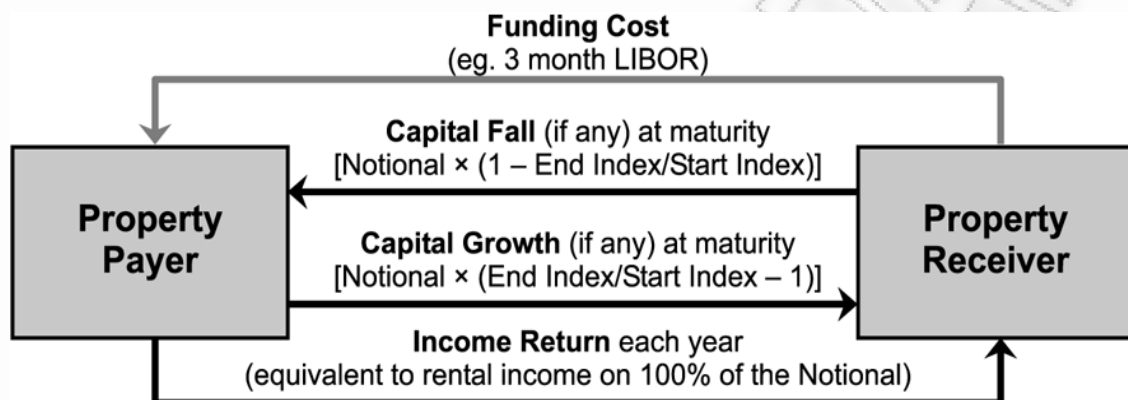 Funding Cost
(eg. 3 month LIBOR)
Capital Fall (if any) at maturity
[Notional × (1 – End Index/Start Index)]
Property
Payer
Capital Growth (if any) at maturity
[Notional × (End Index/Start Index – 1)]
Property
Receiver
Income Return each year
(equivalent to rental income on 100% of the Notional)